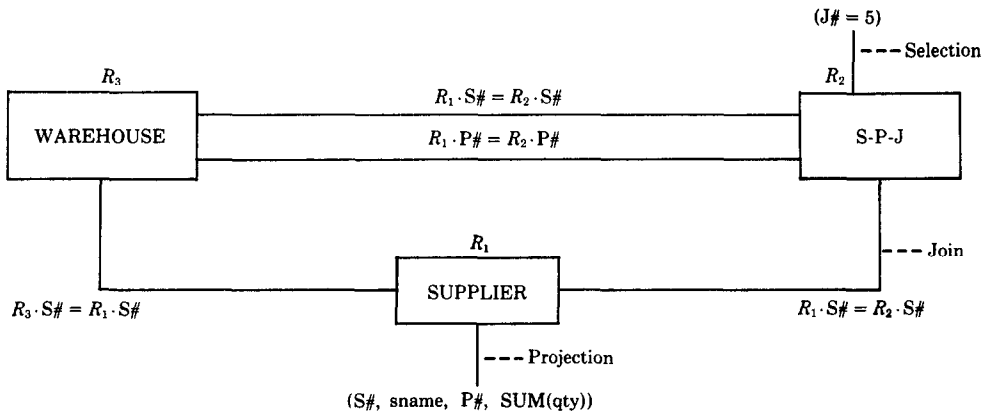 (J# = 5)
--- Selection
R₃
R₂
R₁·S# = R₂·S#
WAREHOUSE
R₁·P# = R₂·P#
S-P-J
R₁
--- Join
SUPPLIER
R₃·S# = R₁·S#
R₁·S# = R₂·S#
--- Projection
(S#, sname, P#, SUM(qty))